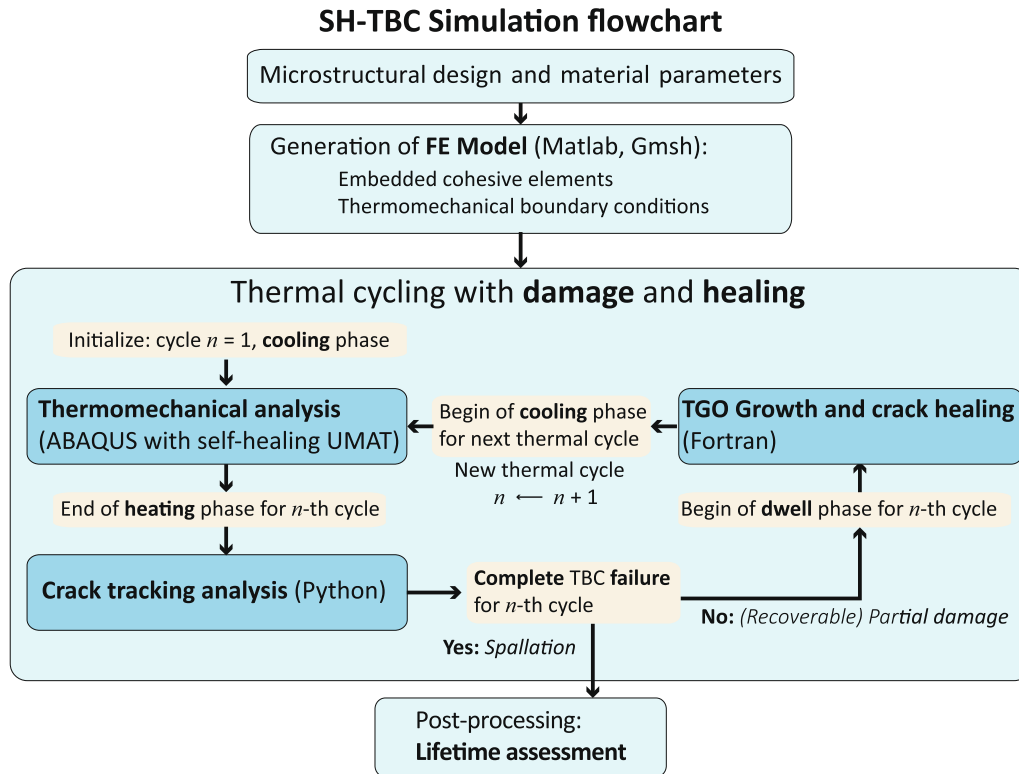 SH-TBC Simulation flowchart
Microstructural design and material parameters
Generation of FE Model (Matlab, Gmsh):
Embedded cohesive elements
Thermomechanical boundary conditions
Thermal cycling with damage and healing
Initialize: cycle n = 1, cooling phase
Thermomechanical analysis
(ABAQUS with self-healing UMAT)
Begin of cooling phase
for next thermal cycle
New thermal cycle
n ⟵ n + 1
TGO Growth and crack healing
(Fortran)
End of heating phase for n-th cycle
Begin of dwell phase for n-th cycle
Crack tracking analysis (Python)
Complete TBC failure
for n-th cycle
No: (Recoverable) Partial damage
Yes: Spallation
Post-processing:
Lifetime assessment